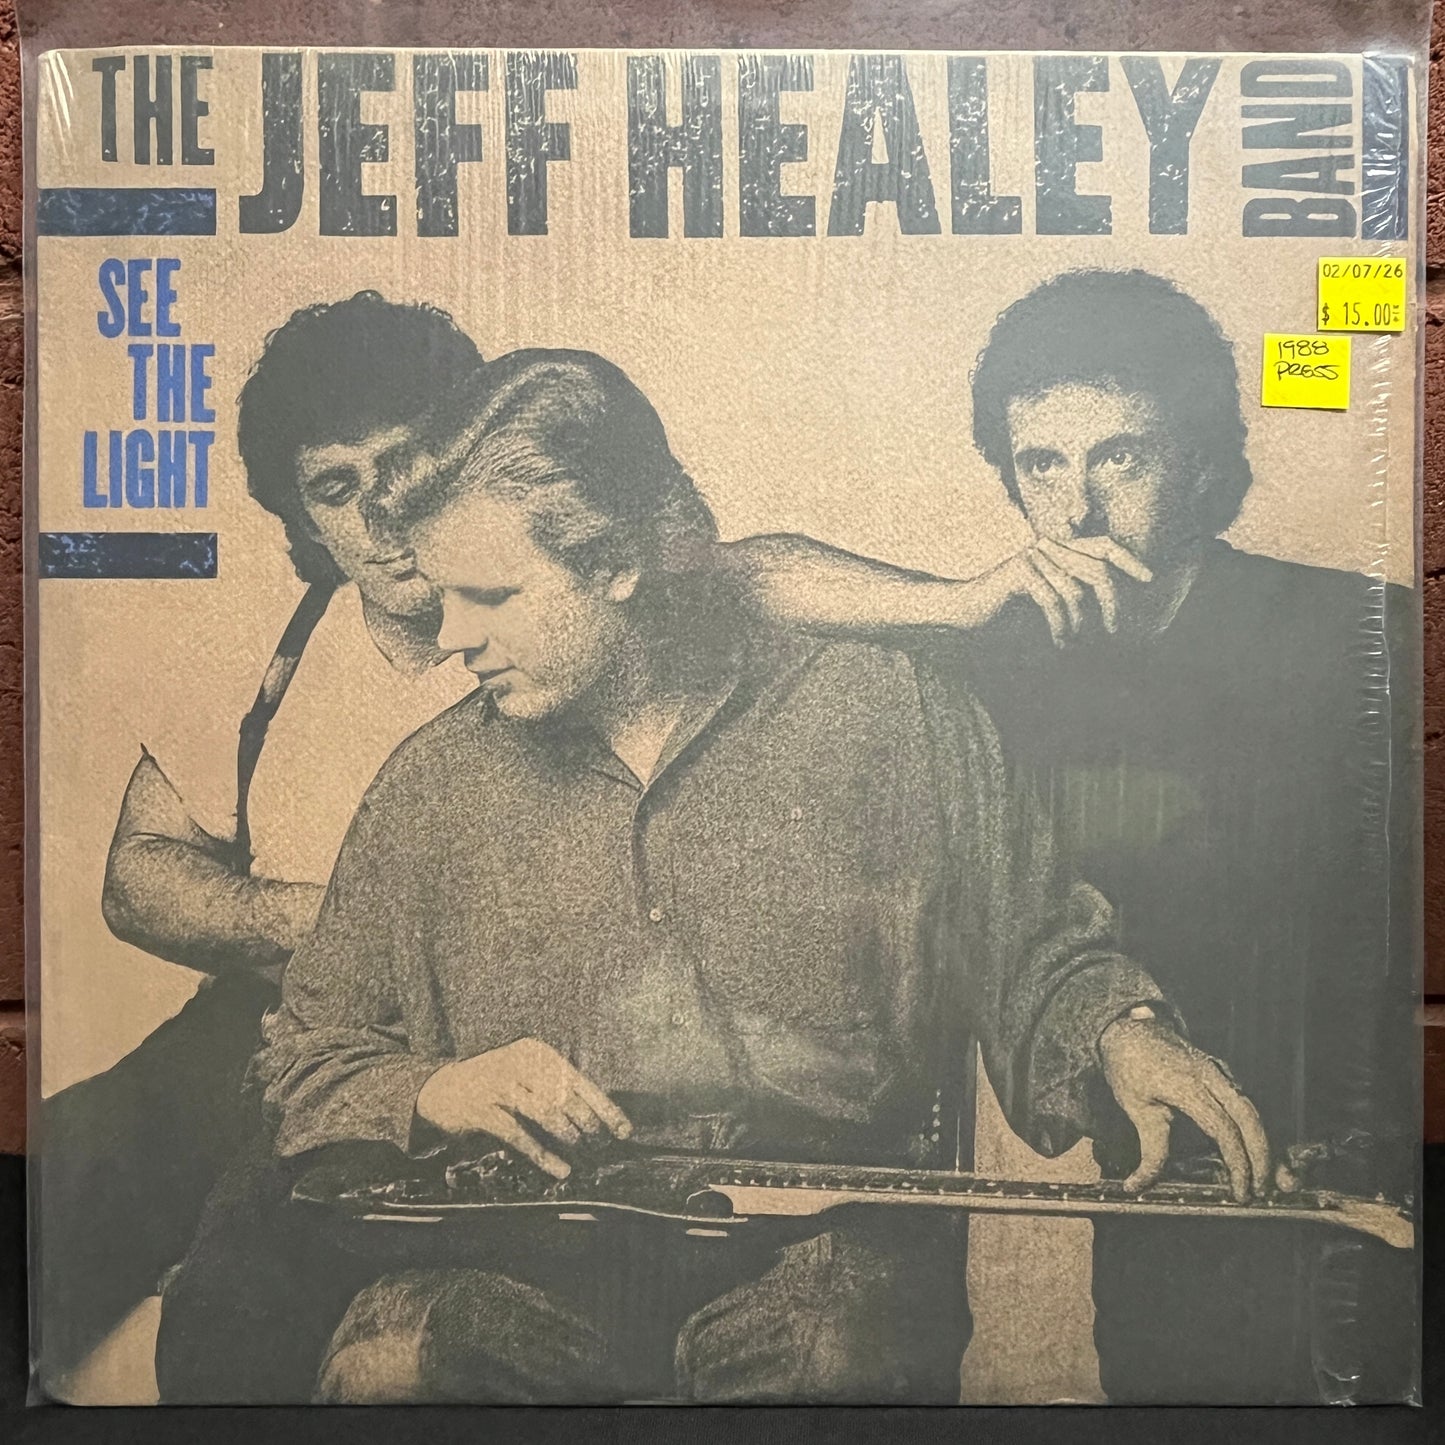 THE JEFF HEALEY BAND
SEE
THE
LIGHT
02/07/26
$ 15.00
1988
PRESS